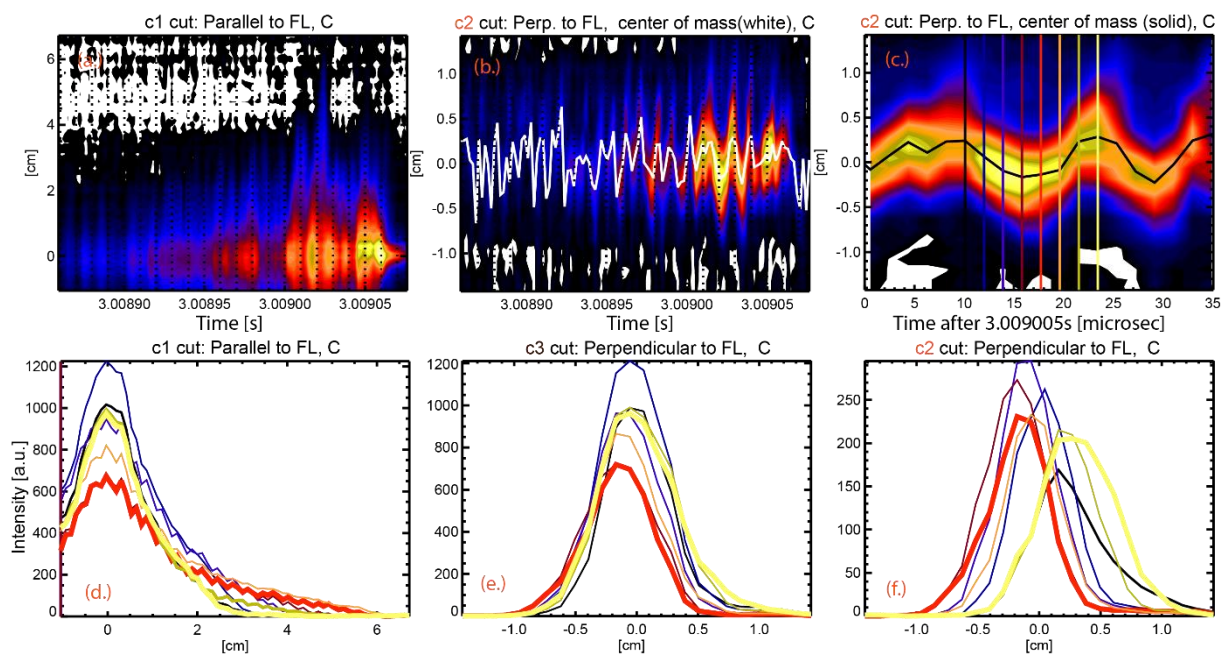 c1 cut: Parallel to FL, C
c2 cut: Perp. to FL, center of mass(white), C
c2 cut: Perp. to FL, center of mass (solid), C
(a.)
(b.)
(c.)
6
4
2
0
[cm]
1.0
0.5
0.0
-0.5
-1.0
[cm]
1.0
0.5
0.0
-0.5
-1.0
[cm]
3.00890 3.00895 3.00900 3.00905
3.00890 3.00895 3.00900 3.00905
0 5 10 15 20 25 30 35
Time [s]
Time [s]
Time after 3.009005s [microsec]
c1 cut: Parallel to FL, C
c3 cut: Perpendicular to FL, C
c2 cut: Perpendicular to FL, C
1200
1000
800
600
400
200
0
Intensity [a.u.]
1200
1000
800
600
400
200
0
250
200
150
100
50
0
(d.)
(e.)
(f.)
0 2 4 6
-1.0 -0.5 0.0 0.5 1.0
-1.0 -0.5 0.0 0.5 1.0
[cm]
[cm]
[cm]